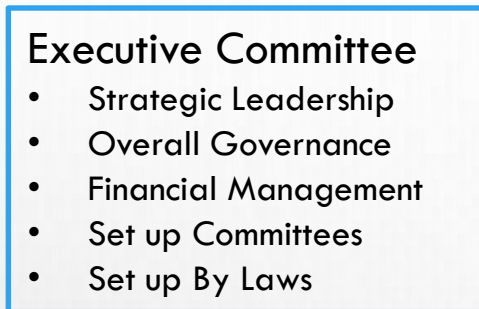 Executive Committee
• Strategic Leadership
• Overall Governance
• Financial Management
• Set up Committees
• Set up By Laws